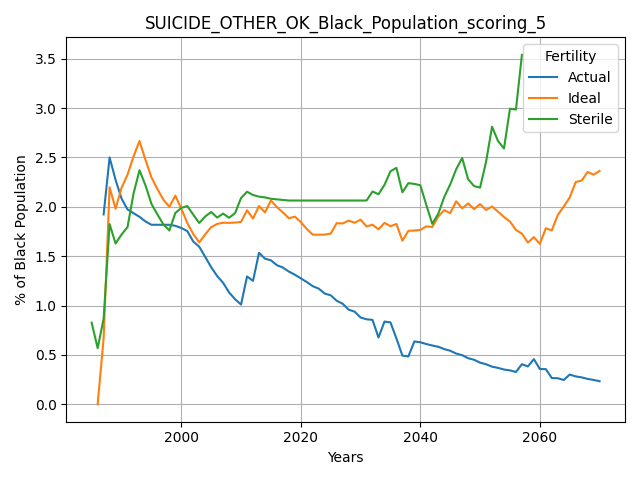 SUICIDE_OTHER_OK_Black_Population_scoring_5
Fertility
Actual
Ideal
Sterile
% of Black Population
3.5
3.0
2.5
2.0
1.5
1.0
0.5
0.0
2000
2020
2040
2060
Years